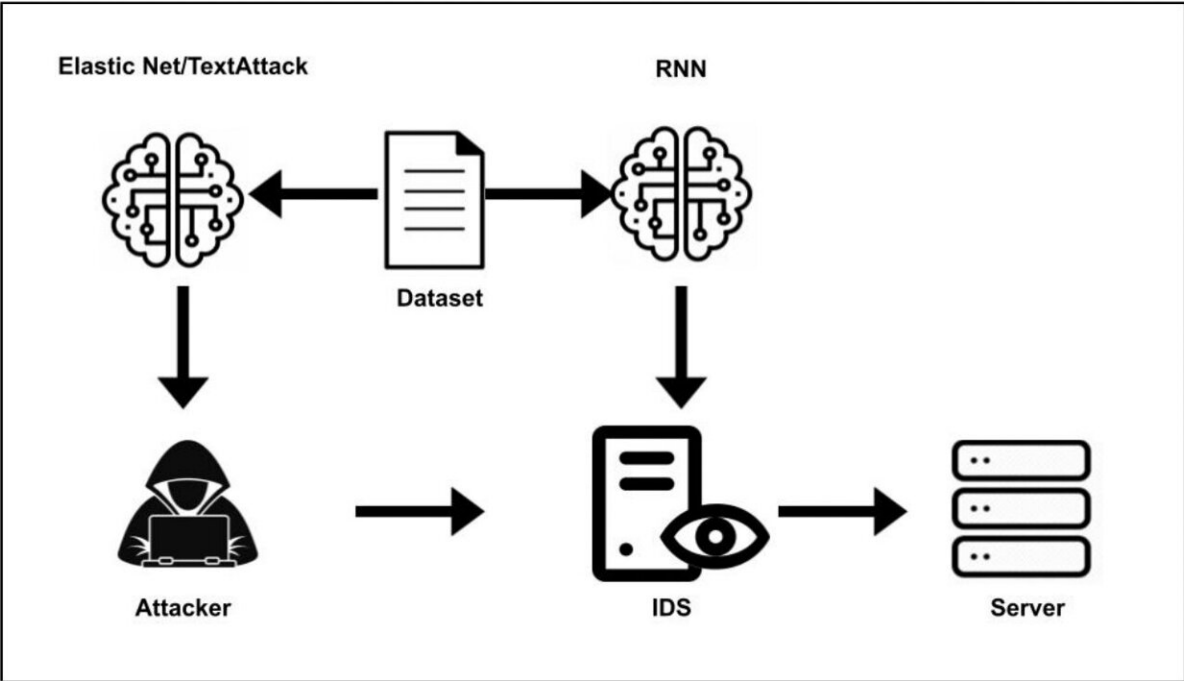 Elastic Net/TextAttack
RNN
Dataset
Attacker
IDS
Server